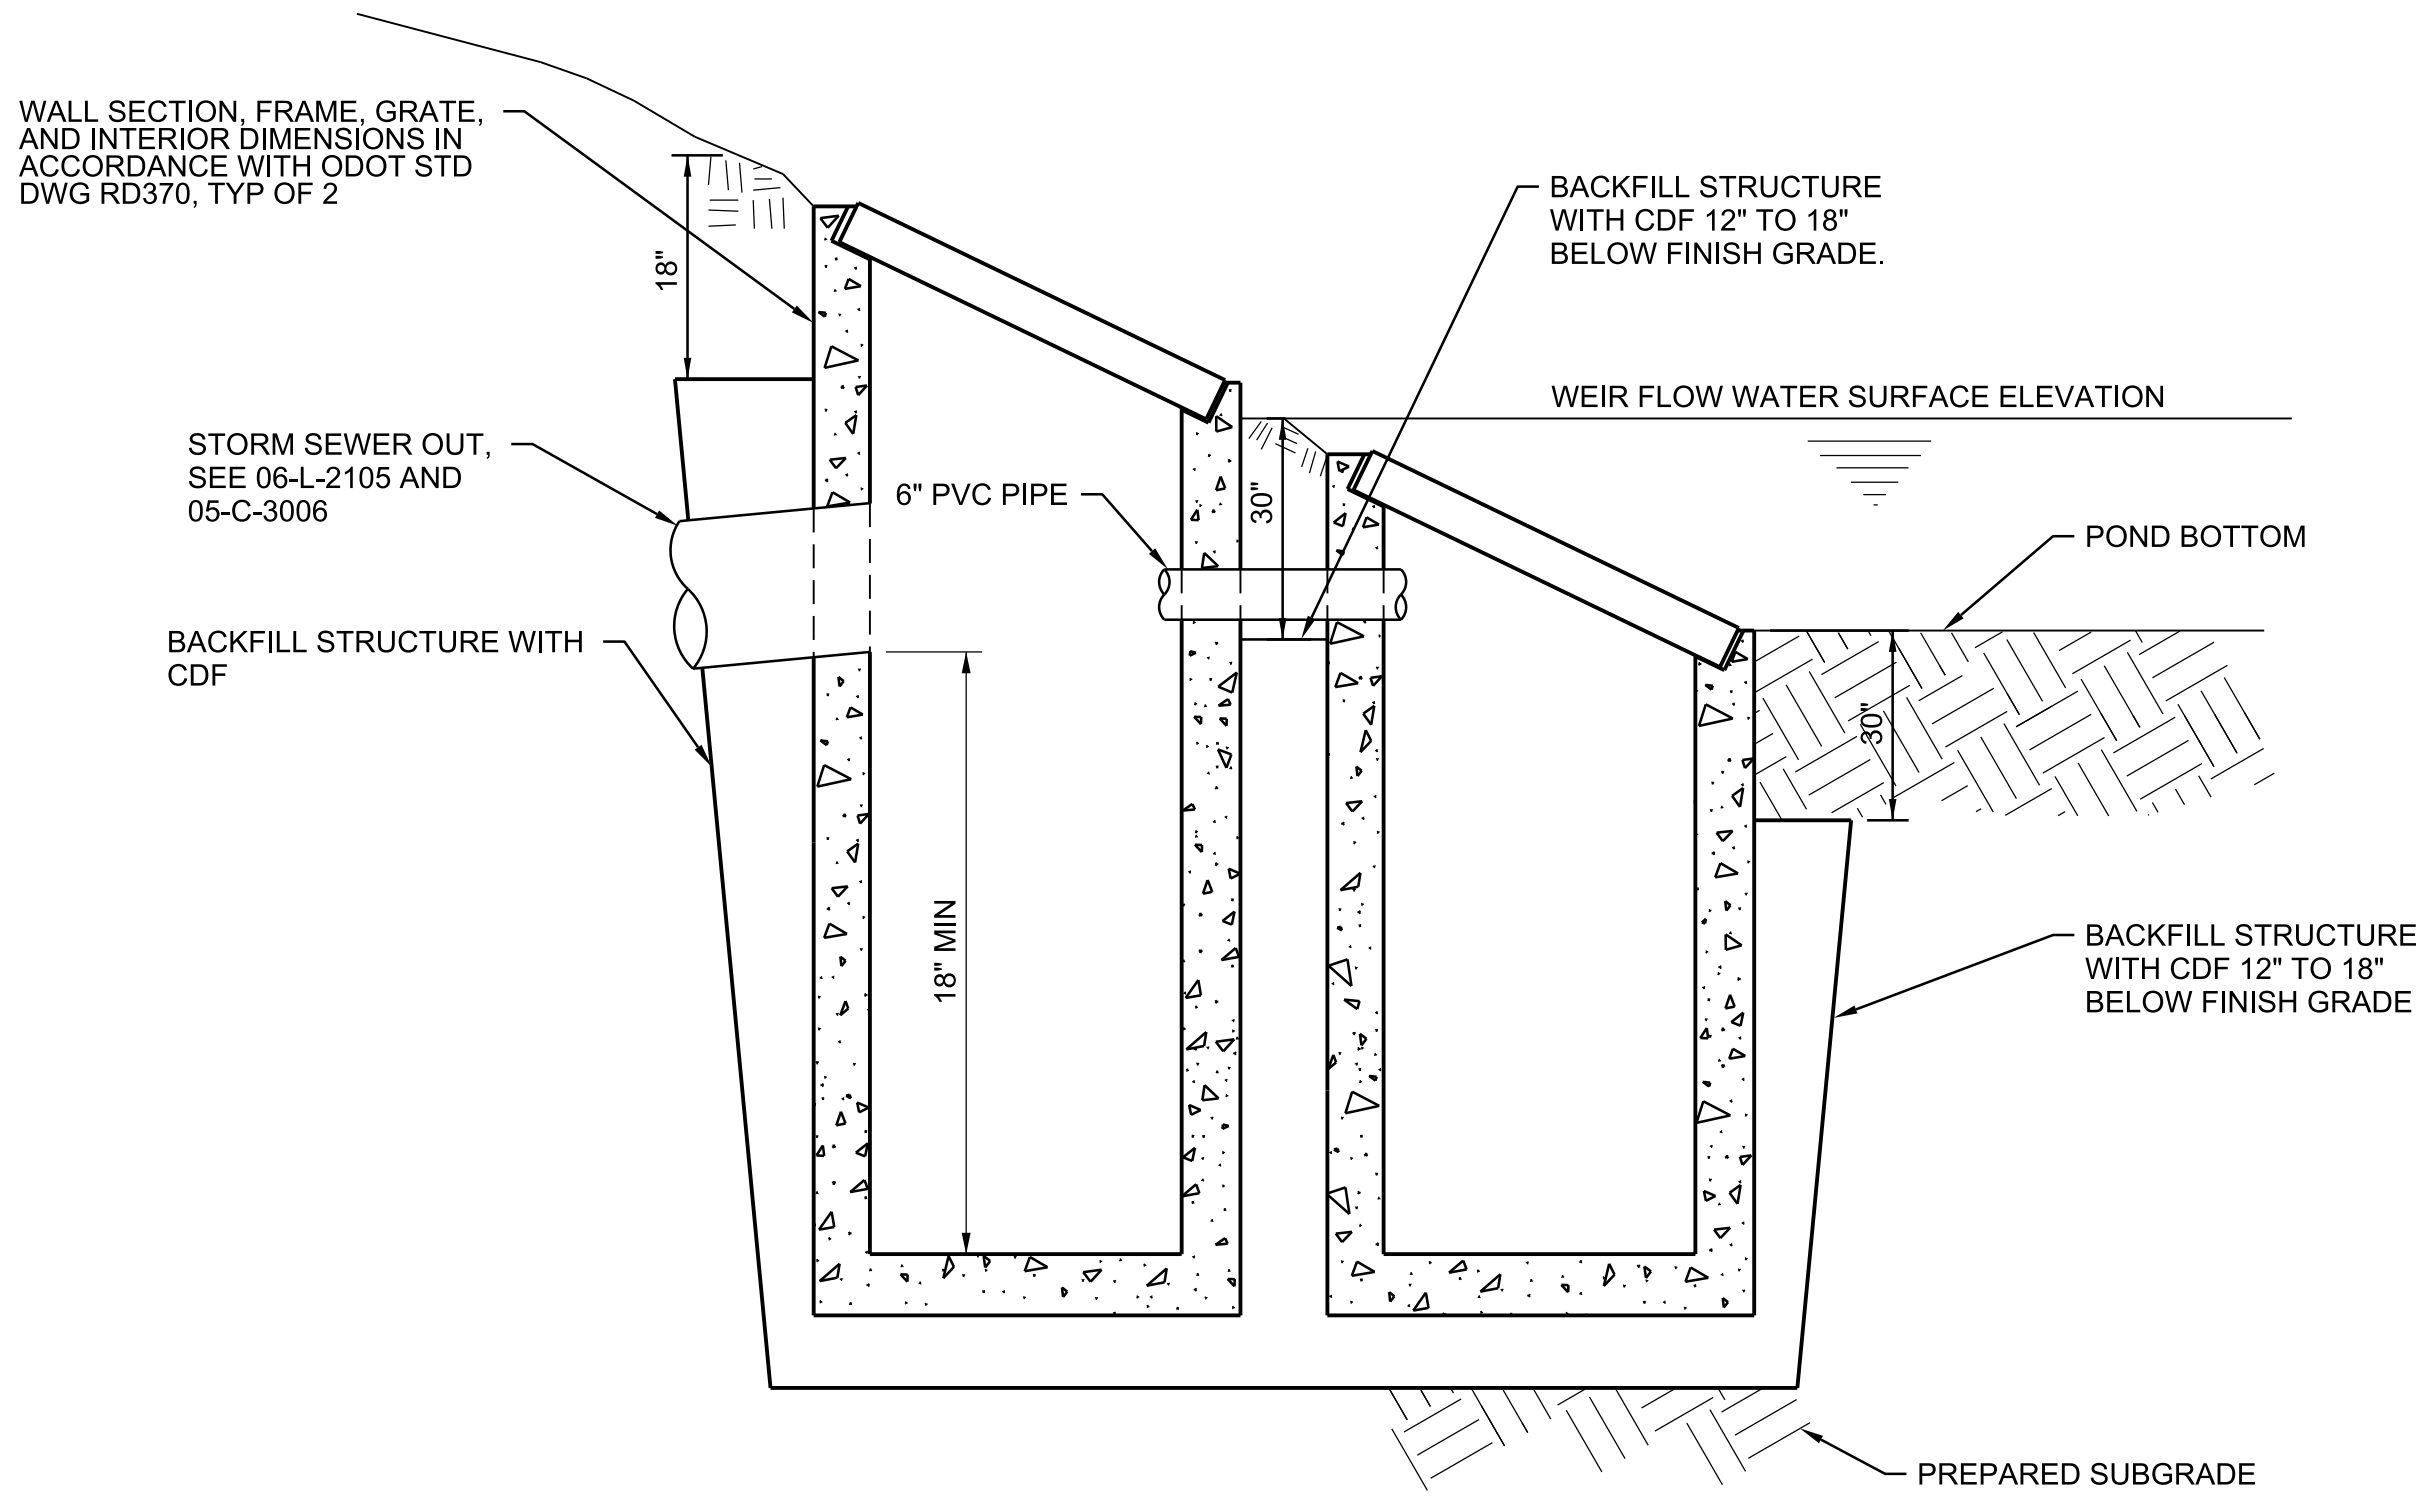 WALL SECTION, FRAME, GRATE,
AND INTERIOR DIMENSIONS IN
ACCORDANCE WITH ODOT STD
DWG RD370, TYP OF 2
18"
BACKFILL STRUCTURE
WITH CDF 12" TO 18"
BELOW FINISH GRADE.
WEIR FLOW WATER SURFACE ELEVATION
STORM SEWER OUT,
SEE 06-L-2105 AND
05-C-3006
6" PVC PIPE
30"
POND BOTTOM
BACKFILL STRUCTURE WITH
CDF
30"
18" MIN
BACKFILL STRUCTURE
WITH CDF 12" TO 18"
BELOW FINISH GRADE
PREPARED SUBGRADE